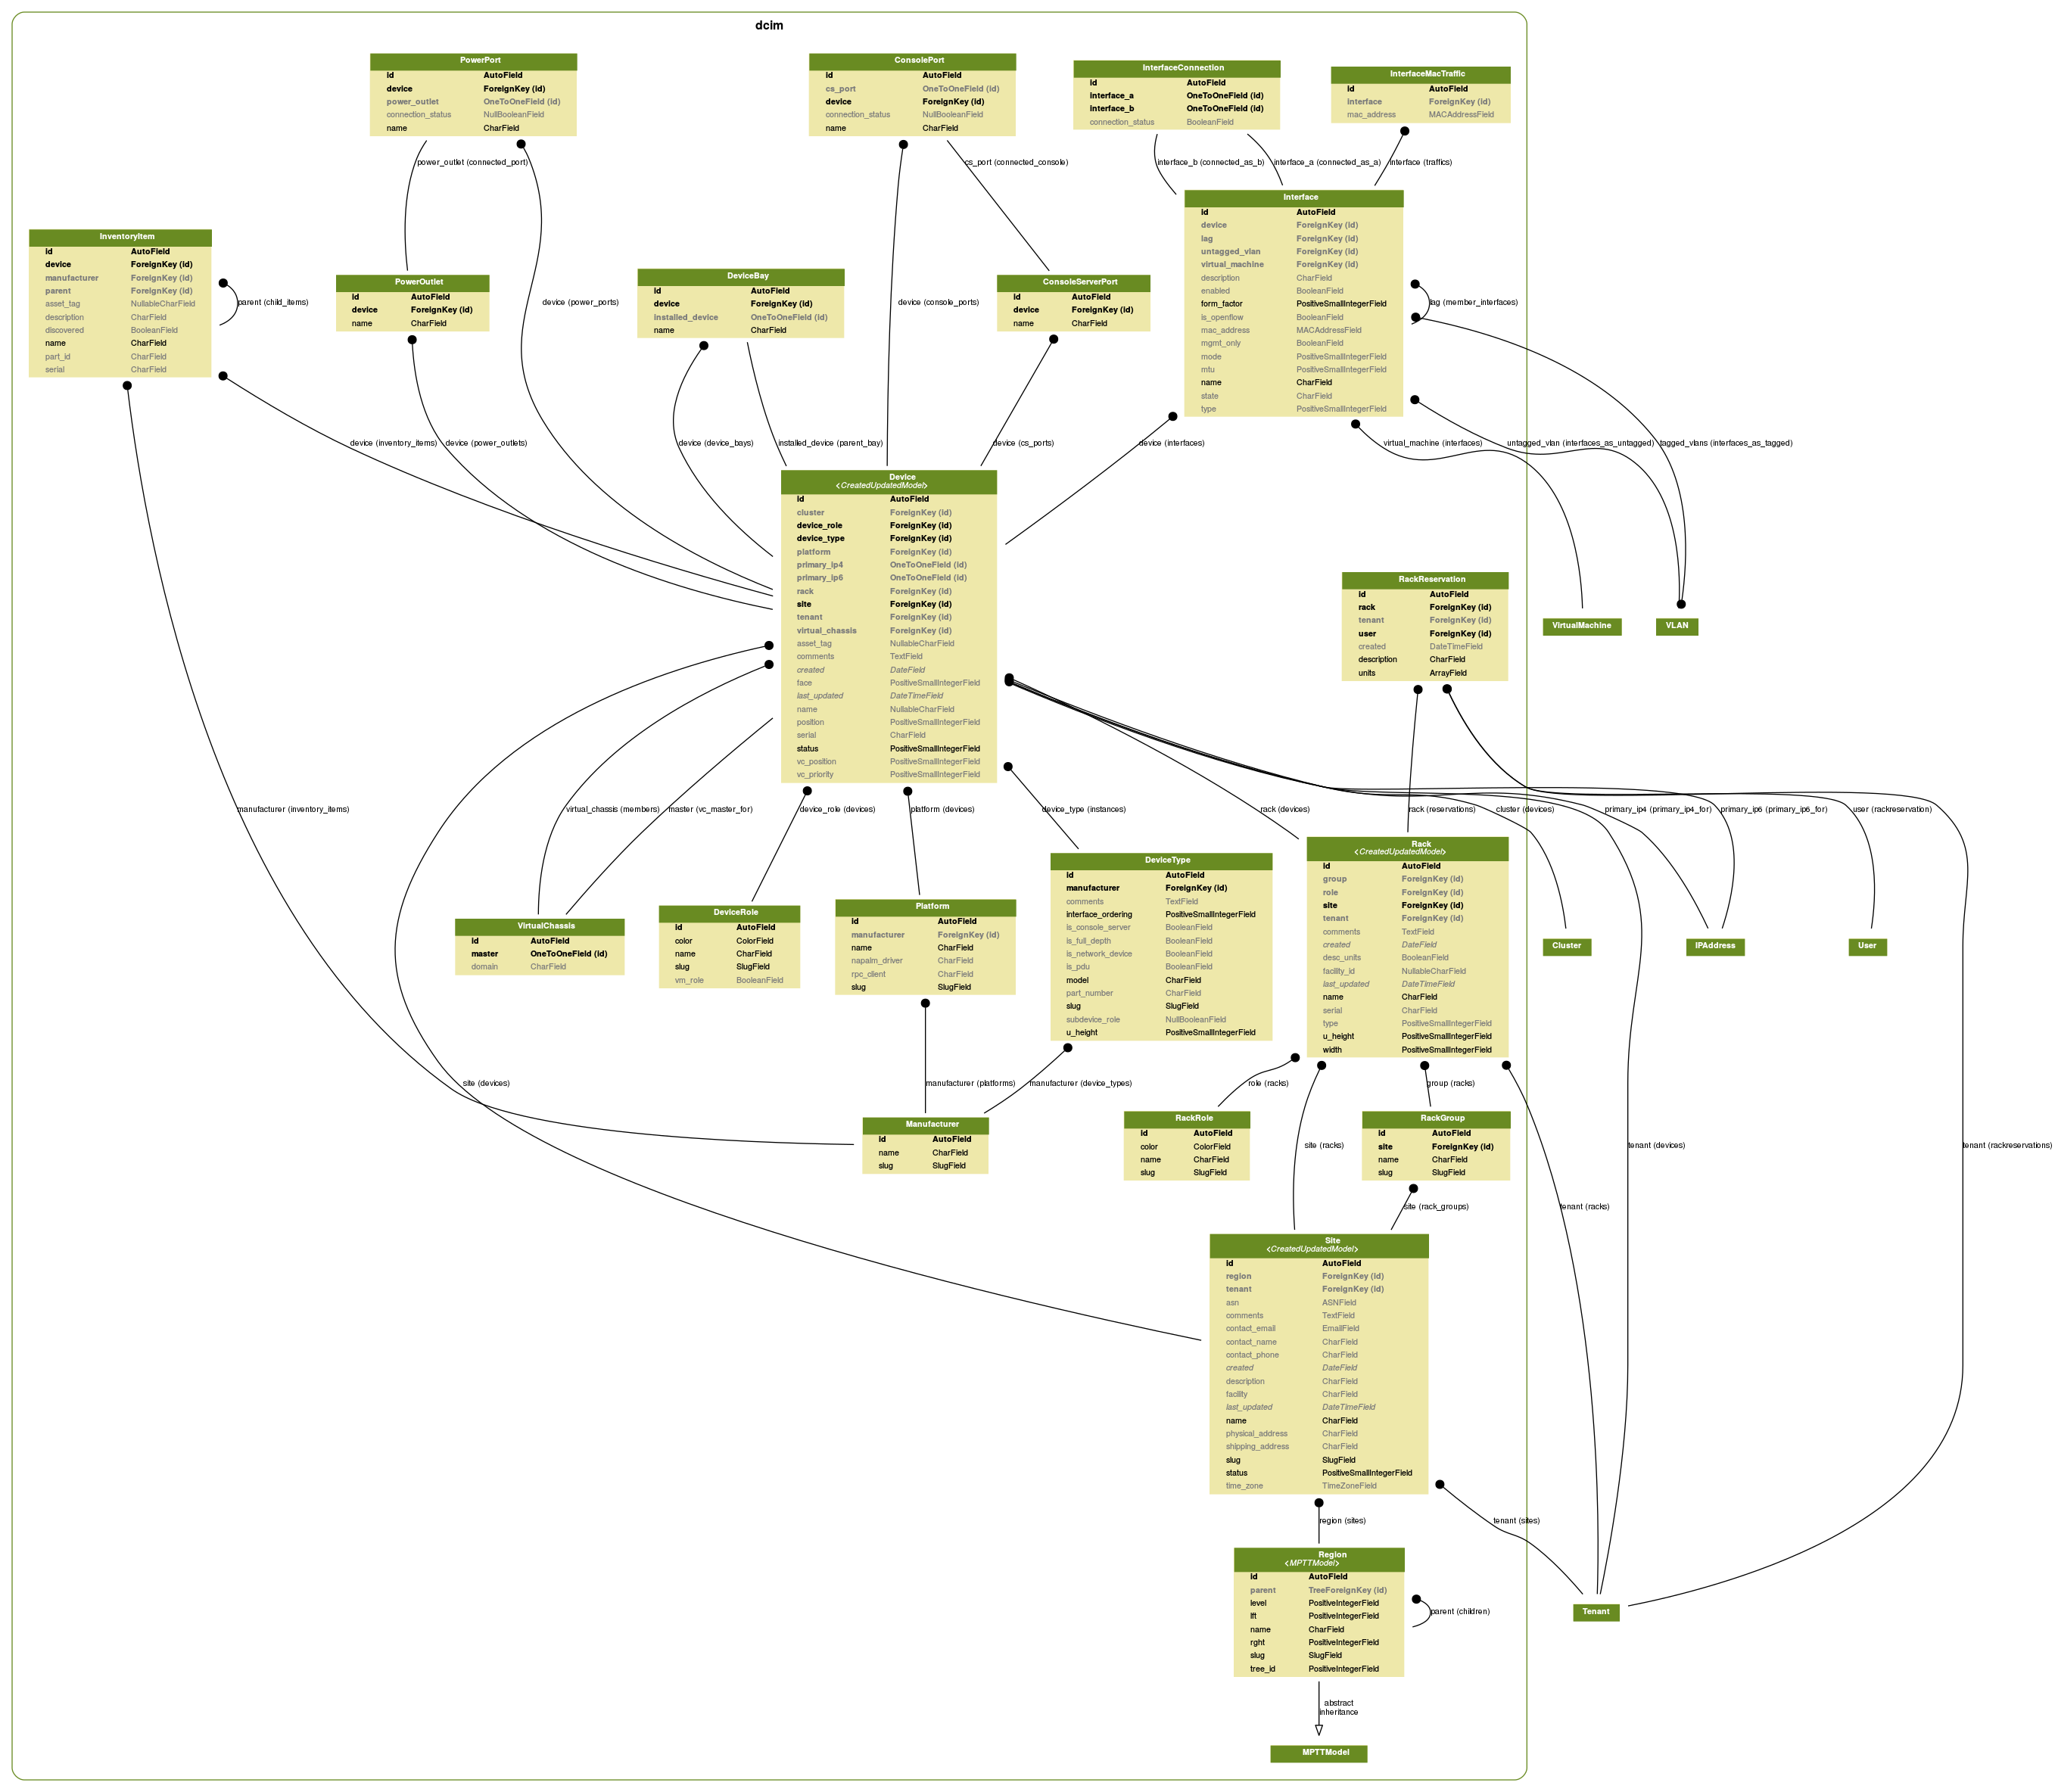 dcim
PowerPort
id AutoField
device ForeignKey (id)
power_outlet OneToOneField (id)
connection_status NullBooleanField
name CharField
ConsolePort
id AutoField
cs_port OneToOneField (id)
device ForeignKey (id)
connection_status NullBooleanField
name CharField
InterfaceConnection
id AutoField
interface_a OneToOneField (id)
interface_b OneToOneField (id)
connection_status BooleanField
InterfaceMacTraffic
id AutoField
interface ForeignKey (id)
mac_address MACAddressField
power_outlet (connected_port)
cs_port (connected_console)
interface_b (connected_as_b)
interface_a (connected_as_a)
interface (traffics)
Interface
id AutoField
device ForeignKey (id)
lag ForeignKey (id)
untagged_vlan ForeignKey (id)
virtual_machine ForeignKey (id)
description CharField
enabled BooleanField
form_factor PositiveSmallIntegerField
is_openflow BooleanField
mac_address MACAddressField
mgmt_only BooleanField
mode PositiveSmallIntegerField
mtu PositiveSmallIntegerField
name CharField
state CharField
type PositiveSmallIntegerField
InventoryItem
id AutoField
device ForeignKey (id)
manufacturer ForeignKey (id)
parent ForeignKey (id)
asset_tag NullableCharField
description CharField
discovered BooleanField
name CharField
part_id CharField
serial CharField
parent (child_items)
PowerOutlet
id AutoField
device ForeignKey (id)
name CharField
device (power_ports)
DeviceBay
id AutoField
device ForeignKey (id)
installed_device OneToOneField (id)
name CharField
device (console_ports)
ConsoleServerPort
id AutoField
device ForeignKey (id)
name CharField
lag (member_interfaces)
device (inventory_items)
device (power_outlets)
device (device_bays)
installed_device (parent_bay)
device (cs_ports)
device (interfaces)
virtual_machine (interfaces)
untagged_vlan (interfaces_as_untagged)
tagged_vlans (interfaces_as_tagged)
Device
<CreatedUpdatedModel>
id AutoField
cluster ForeignKey (id)
device_role ForeignKey (id)
device_type ForeignKey (id)
platform ForeignKey (id)
primary_ip4 OneToOneField (id)
primary_ip6 OneToOneField (id)
rack ForeignKey (id)
site ForeignKey (id)
tenant ForeignKey (id)
virtual_chassis ForeignKey (id)
asset_tag NullableCharField
comments TextField
created DateField
face PositiveSmallIntegerField
last_updated DateTimeField
name NullableCharField
position PositiveSmallIntegerField
serial CharField
status PositiveSmallIntegerField
vc_position PositiveSmallIntegerField
vc_priority PositiveSmallIntegerField
RackReservation
id AutoField
rack ForeignKey (id)
tenant ForeignKey (id)
user ForeignKey (id)
created DateTimeField
description CharField
units ArrayField
VirtualMachine
VLAN
manufacturer (inventory_items)
virtual_chassis (members)
master (vc_master_for)
device_role (devices)
platform (devices)
device_type (instances)
rack (devices)
rack (reservations)
cluster (devices)
primary_ip4 (primary_ip4_for)
primary_ip6 (primary_ip6_for)
user (rackreservation)
VirtualChassis
id AutoField
master OneToOneField (id)
domain CharField
DeviceRole
id AutoField
color ColorField
name CharField
slug SlugField
vm_role BooleanField
Platform
id AutoField
manufacturer ForeignKey (id)
name CharField
napalm_driver CharField
rpc_client CharField
slug SlugField
DeviceType
id AutoField
manufacturer ForeignKey (id)
comments TextField
interface_ordering PositiveSmallIntegerField
is_console_server BooleanField
is_full_depth BooleanField
is_network_device BooleanField
is_pdu BooleanField
model CharField
part_number CharField
slug SlugField
subdevice_role NullBooleanField
u_height PositiveSmallIntegerField
Rack
<CreatedUpdatedModel>
id AutoField
group ForeignKey (id)
role ForeignKey (id)
site ForeignKey (id)
tenant ForeignKey (id)
comments TextField
created DateField
desc_units BooleanField
facility_id NullableCharField
last_updated DateTimeField
name CharField
serial CharField
type PositiveSmallIntegerField
u_height PositiveSmallIntegerField
width PositiveSmallIntegerField
Cluster
IPAddress
User
site (devices)
manufacturer (platforms)
manufacturer (device_types)
role (racks)
group (racks)
Manufacturer
id AutoField
name CharField
slug SlugField
RackRole
id AutoField
color ColorField
name CharField
slug SlugField
site (racks)
RackGroup
id AutoField
site ForeignKey (id)
name CharField
slug SlugField
tenant (devices)
tenant (rackreservations)
site (rack_groups)
tenant (racks)
Site
<CreatedUpdatedModel>
id AutoField
region ForeignKey (id)
tenant ForeignKey (id)
asn ASNField
comments TextField
contact_email EmailField
contact_name CharField
contact_phone CharField
created DateField
description CharField
facility CharField
last_updated DateTimeField
name CharField
physical_address CharField
shipping_address CharField
slug SlugField
status PositiveSmallIntegerField
time_zone TimeZoneField
region (sites)
tenant (sites)
Region
<MPTTModel>
id AutoField
parent TreeForeignKey (id)
level PositiveIntegerField
lft PositiveIntegerField
name CharField
rght PositiveIntegerField
slug SlugField
tree_id PositiveIntegerField
parent (children)
Tenant
abstract
inheritance
MPTTModel